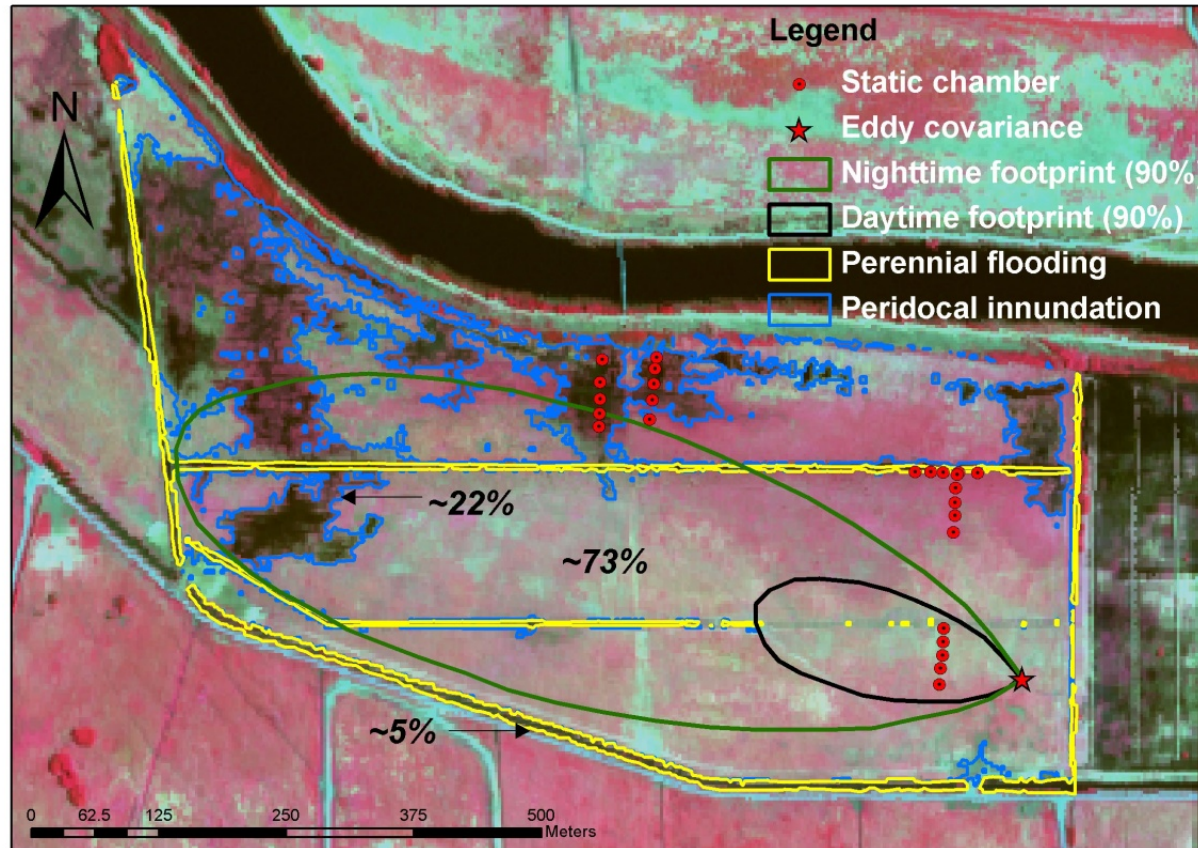 Legend
Static chamber
Eddy covariance
Nighttime footprint (90%
Daytime footprint (90%)
Perennial flooding
Peridocal innundation
N
~22%
~73%
~5%
0 62.5 125 250 375 500
Meters